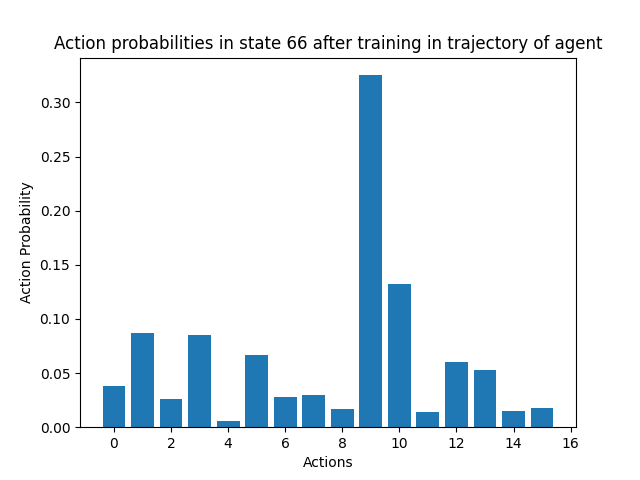 Action probabilities in state 66 after training in trajectory of agent
0.30
0.25
0.20
0.15
0.10
0.05
0.00
Action Probability
0 2 4 6 8 10 12 14 16
Actions